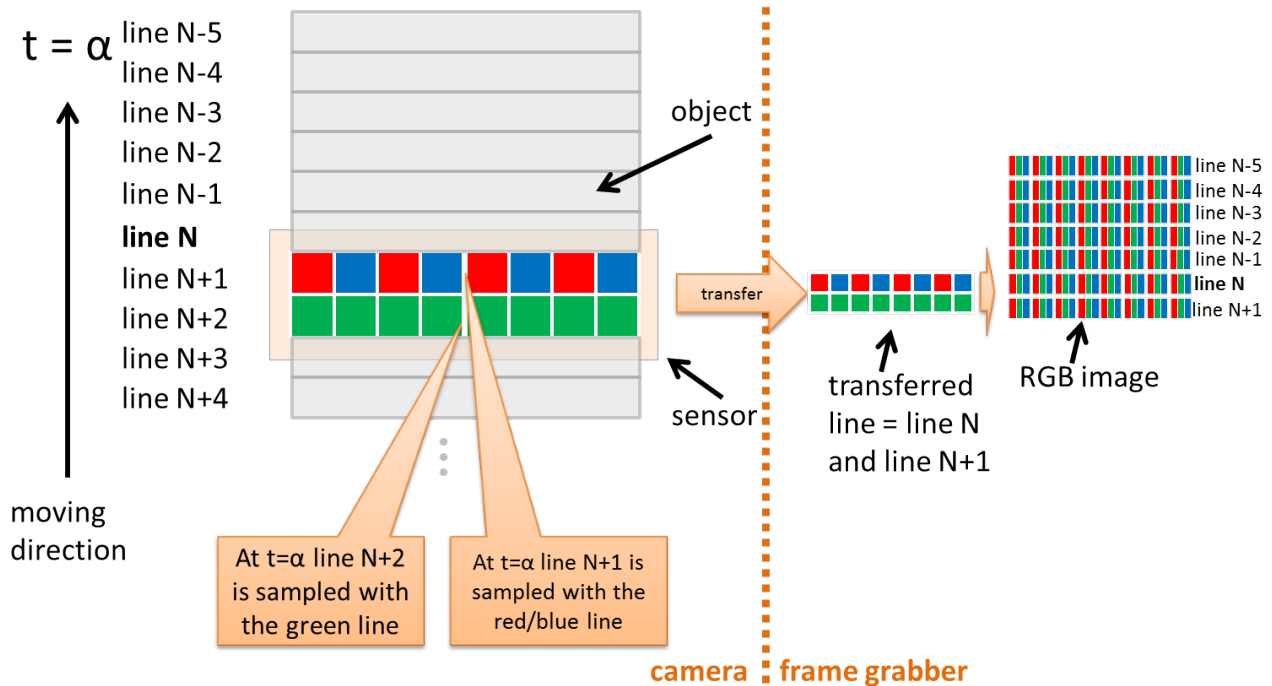 t = α
line N-5
line N-4
line N-3
line N-2
line N-1
line N
line N+1
line N+2
line N+3
line N+4
moving
direction
object
sensor
At t=α line N+2
is sampled with
the green line
At t=α line N+1 is
sampled with the
red/blue line
transfer
transferred
line = line N
and line N+1
line N-5
line N-4
line N-3
line N-2
line N-1
line N
line N+1
RGB image
camera
frame grabber